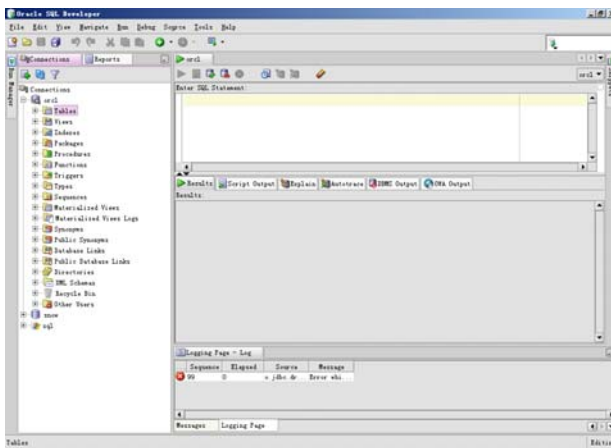 Oracle SQL Developer
File Edit View Navigate Run Debug Source Tools Help
Connections Reports
orcl
Run Manager
orcl
Enter SQL Statement:
Connections
orcl
Tables
Views
Indexes
Packages
Procedures
Functions
Triggers
Types
Sequences
Materialized Views
Materialized Views Logs
Synonyms
Public Synonyms
Database Links
Public Database Links
Directories
XML Schemas
Recycle Bin
Other Users
snow
sql
Results Script Output Explain Autotrace DBMS Output OWA Output
Results:
Logging Page - Log
Sequence Elapsed Source Message
99 0 o.jdbc.dr... Error whi...
Messages Logging Page
Tables